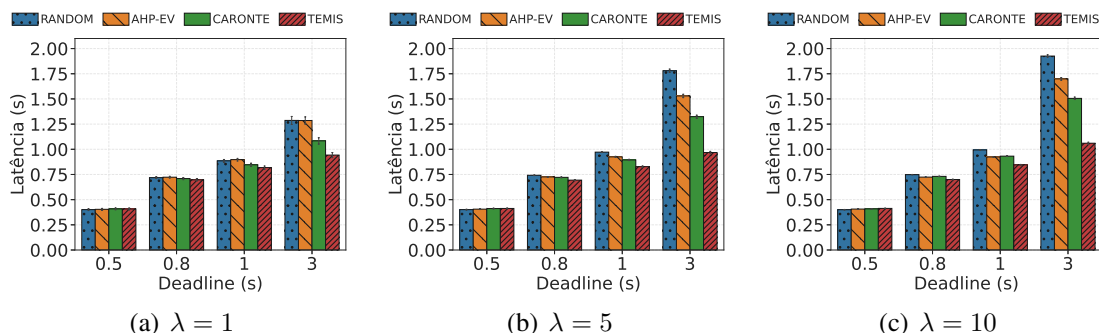 RANDOM AHP-EV CARONTE TEMIS
Latência (s)
2.00
1.75
1.50
1.25
1.00
0.75
0.50
0.25
0.00
0.5 0.8 1 3
Deadline (s)
(a) λ = 1
RANDOM AHP-EV CARONTE TEMIS
Latência (s)
2.00
1.75
1.50
1.25
1.00
0.75
0.50
0.25
0.00
0.5 0.8 1 3
Deadline (s)
(b) λ = 5
RANDOM AHP-EV CARONTE TEMIS
Latência (s)
2.00
1.75
1.50
1.25
1.00
0.75
0.50
0.25
0.00
0.5 0.8 1 3
Deadline (s)
(c) λ = 10